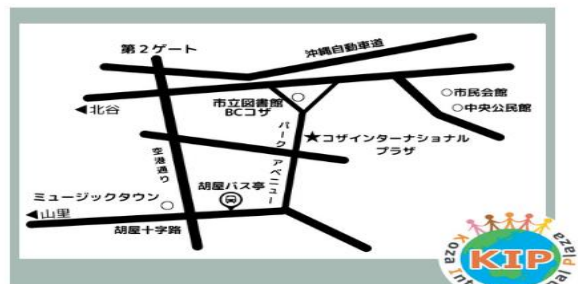 第2ゲート
沖縄自動車道
◀北谷
市立図書館
BCコザ
○市民会館
○中央公民館
パークアベニュー
★コザインターナショナル
プラザ
空港通り
ミュージックタウン
胡屋バス亭
◀山里
胡屋十字路
Koza International Plaza
KIP